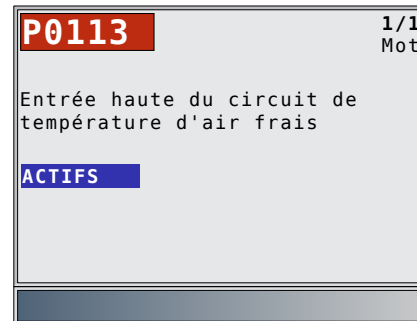 P0113 1/1
Mot
Entrée haute du circuit de
température d'air frais
ACTIFS